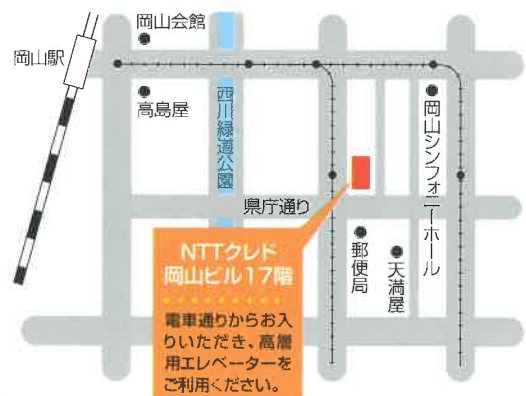 岡山会館
岡山駅
高島屋
西川緑道公園
岡山シンフォニーホール
県庁通り
郵便局
天満屋
NTTクレド
岡山ビル17階
電車通りからお入
りいただき、高層
用エレベーターを
ご利用ください。